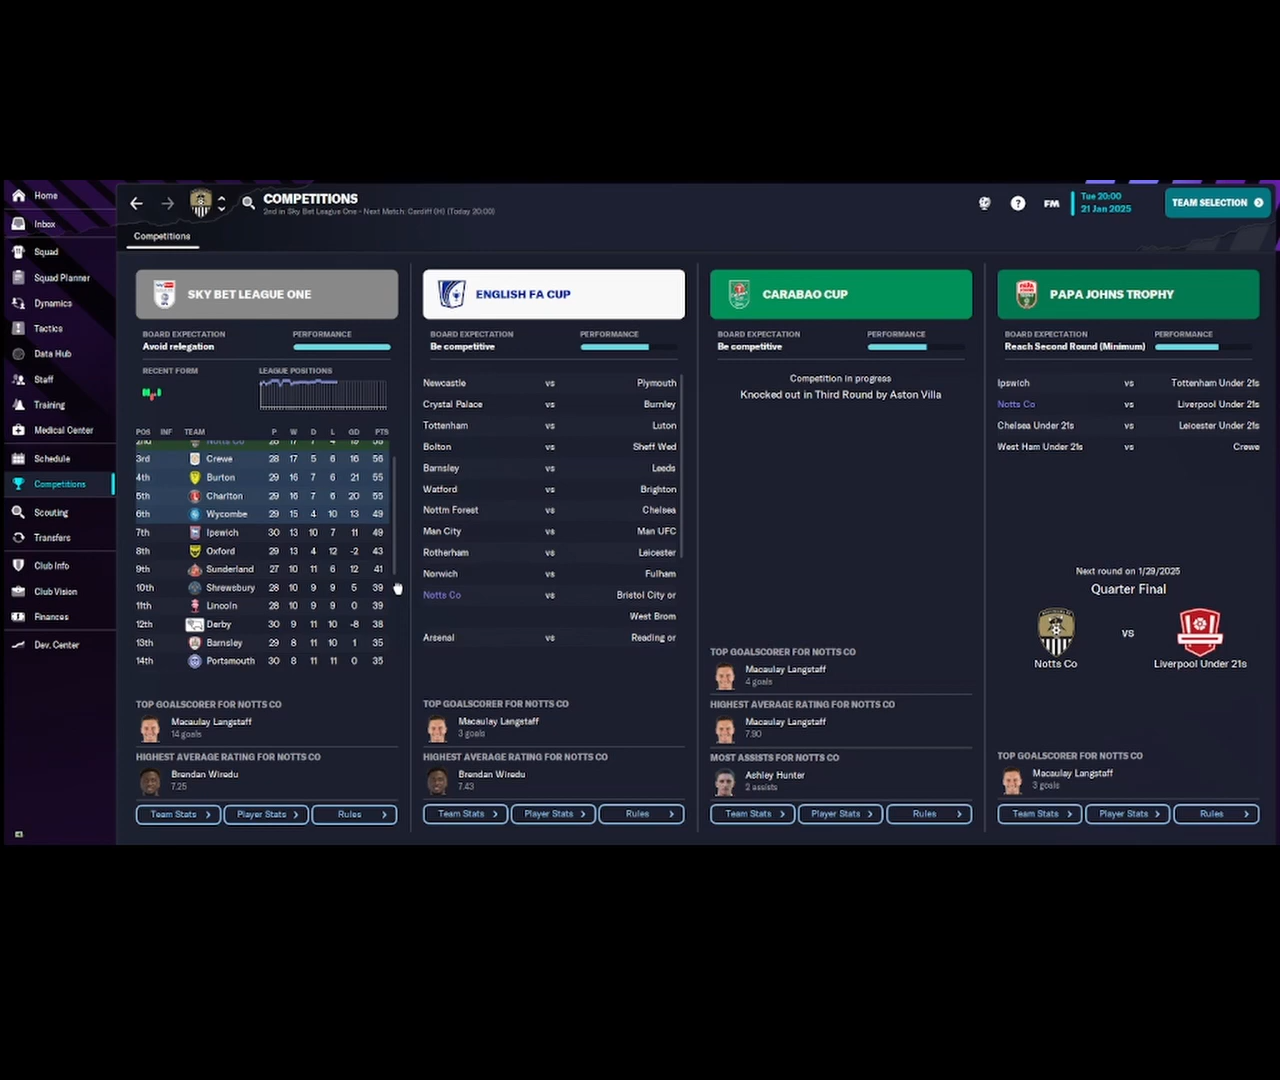 Home
Inbox
Squad
Squad Planner
Dynamics
Tactics
Data Hub
Staff
Training
Medical Center
Schedule
Competitions
Scouting
Transfers
Club Info
Club Vision
Finances
Dev. Center
COMPETITIONS
2nd in Sky Bet League One - Next Match: Cardiff (H) (Today 20:00)
FM
Tue 20:00
21 Jan 2025
TEAM SELECTION
Competitions
SKY BET LEAGUE ONE
BOARD EXPECTATION PERFORMANCE
Avoid relegation
RECENT FORM LEAGUE POSITIONS
POS INF TEAM P W D L GD PTS
2nd Notts Co 28 17 7 4 19 58
3rd Crewe 28 17 5 6 16 56
4th Burton 29 16 7 6 21 55
5th Charlton 29 16 7 6 20 55
6th Wycombe 29 15 4 10 13 49
7th Ipswich 30 13 10 7 11 49
8th Oxford 29 13 4 12 -2 43
9th Sunderland 27 10 11 6 12 41
10th Shrewsbury 28 10 9 9 5 39
11th Lincoln 28 10 9 9 0 39
12th Derby 30 9 11 10 -8 38
13th Barnsley 29 8 11 10 1 35
14th Portsmouth 30 8 11 11 0 35
TOP GOALSCORER FOR NOTTS CO
Macaulay Langstaff
14 goals
HIGHEST AVERAGE RATING FOR NOTTS CO
Brendan Wiredu
7.25
Team Stats Player Stats Rules
ENGLISH FA CUP
BOARD EXPECTATION PERFORMANCE
Be competitive
Newcastle vs Plymouth
Crystal Palace vs Burnley
Tottenham vs Luton
Bolton vs Sheff Wed
Barnsley vs Leeds
Watford vs Brighton
Nottm Forest vs Chelsea
Man City vs Man UFC
Rotherham vs Leicester
Norwich vs Fulham
Notts Co vs Bristol City or
West Brom
Arsenal vs Reading or
TOP GOALSCORER FOR NOTTS CO
Macaulay Langstaff
3 goals
HIGHEST AVERAGE RATING FOR NOTTS CO
Brendan Wiredu
7.43
Team Stats Player Stats Rules
CARABAO CUP
BOARD EXPECTATION PERFORMANCE
Be competitive
Competition in progress
Knocked out in Third Round by Aston Villa
TOP GOALSCORER FOR NOTTS CO
Macaulay Langstaff
4 goals
HIGHEST AVERAGE RATING FOR NOTTS CO
Macaulay Langstaff
7.90
MOST ASSISTS FOR NOTTS CO
Ashley Hunter
2 assists
Team Stats Player Stats Rules
PAPA JOHNS TROPHY
BOARD EXPECTATION PERFORMANCE
Reach Second Round (Minimum)
Ipswich vs Tottenham Under 21s
Notts Co vs Liverpool Under 21s
Chelsea Under 21s vs Leicester Under 21s
West Ham Under 21s vs Crewe
Next round on 1/29/2025
Quarter Final
VS
Notts Co Liverpool Under 21s
TOP GOALSCORER FOR NOTTS CO
Macaulay Langstaff
3 goals
Team Stats Player Stats Rules